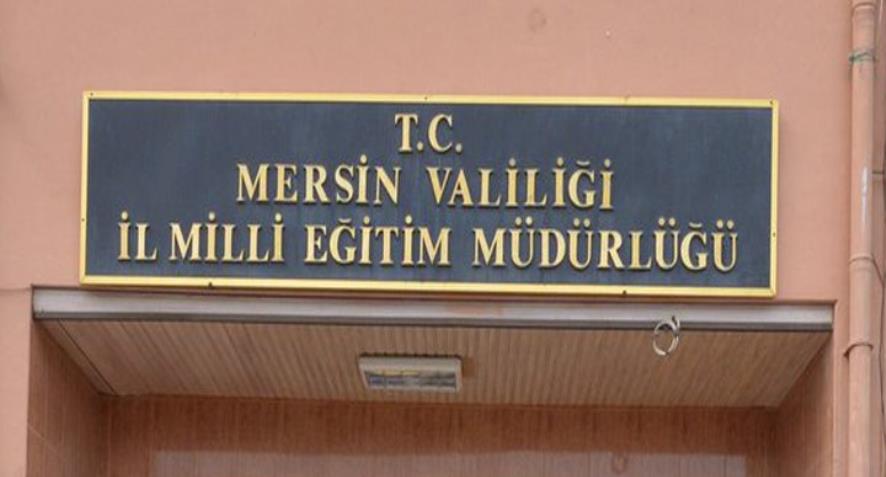 T.C.
MERSİN VALİLİĞİ
İL MİLLİ EĞİTİM MÜDÜRLÜĞÜ